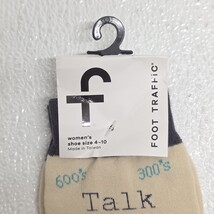 FOOT TRAFFIC
women's
shoe size 4-10
Made in Taiwan
600's 300's
Talk